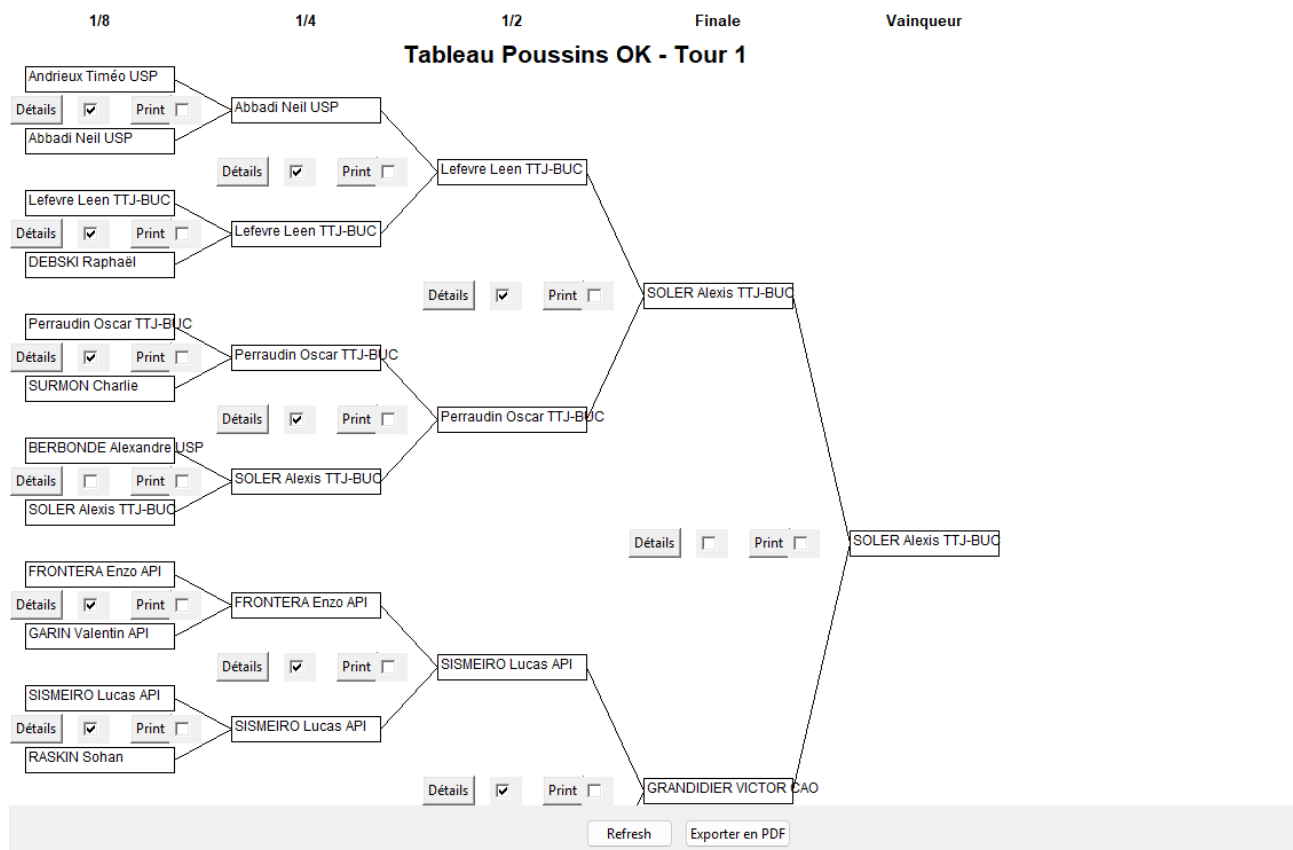 1/8 1/4 1/2 Finale Vainqueur
Tableau Poussins OK - Tour 1
Andrieux Timéo USP
Détails Print Abbadi Neil USP
Abbadi Neil USP
Détails Print Lefevre Leen TTJ-BUC
Lefevre Leen TTJ-BUC
Détails Print Lefevre Leen TTJ-BUC
DEBSKI Raphaël
Détails Print SOLER Alexis TTJ-BUC
Perraudin Oscar TTJ-BUC
Détails Print Perraudin Oscar TTJ-BUC
SURMON Charlie
Détails Print Perraudin Oscar TTJ-BUC
BERBONDE Alexandre USP
Détails Print SOLER Alexis TTJ-BUC
SOLER Alexis TTJ-BUC
Détails Print SOLER Alexis TTJ-BUC
FRONTERA Enzo API
Détails Print FRONTERA Enzo API
GARIN Valentin API
Détails Print SISMEIRO Lucas API
SISMEIRO Lucas API
Détails Print SISMEIRO Lucas API
RASKIN Sohan
Détails Print GRANDIDIER VICTOR CAO
Refresh Exporter en PDF